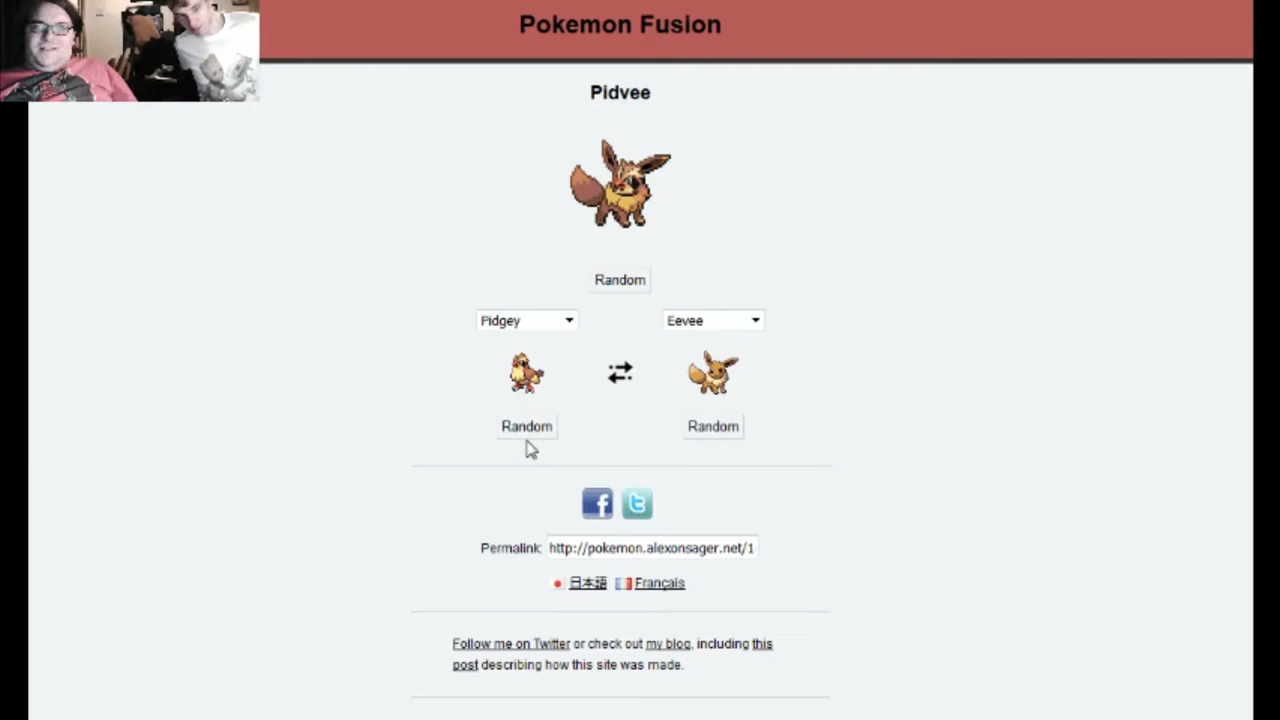 Pokemon Fusion
Pidvee
Random
Pidgey Eevee
Random Random
Permalink: http://pokemon.alexonsager.net/1
日本語 Français
Follow me on Twitter or check out my blog, including this
post describing how this site was made.